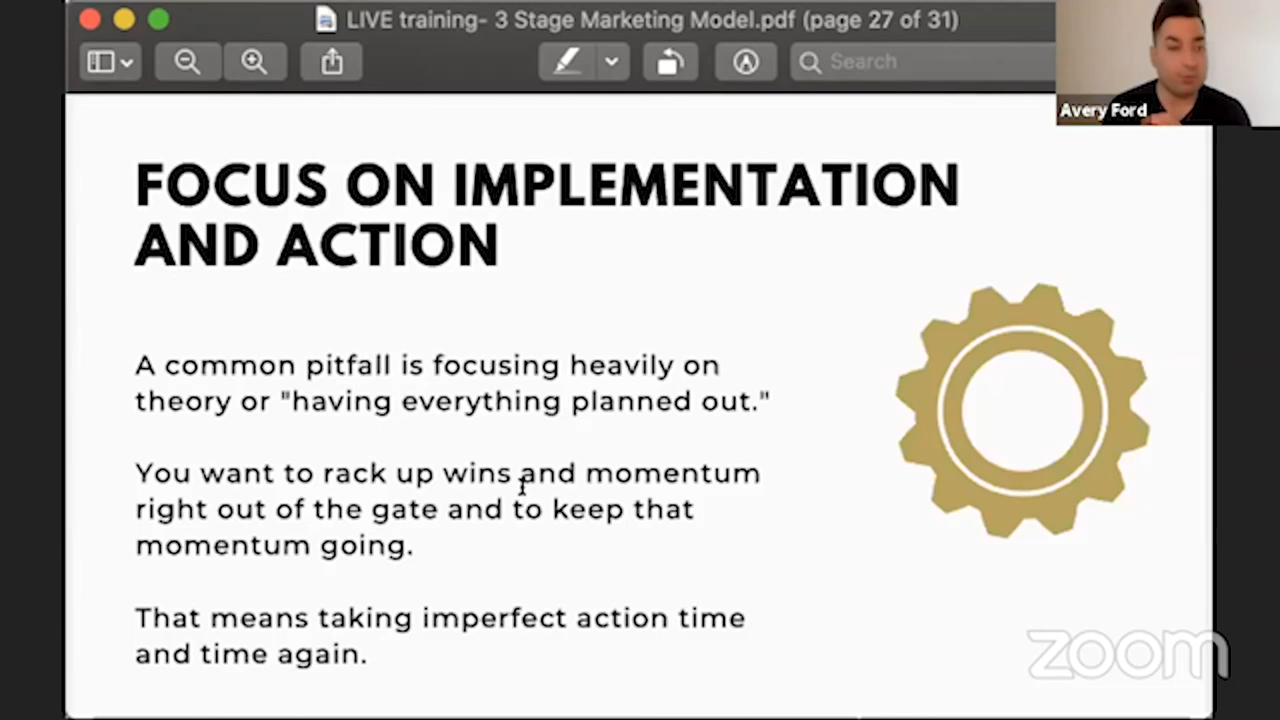 LIVE training- 3 Stage Marketing Model.pdf (page 27 of 31)
Search
Avery Ford
FOCUS ON IMPLEMENTATION
AND ACTION
A common pitfall is focusing heavily on
theory or "having everything planned out."
You want to rack up wins and momentum
right out of the gate and to keep that
momentum going.
That means taking imperfect action time
and time again.
zoom